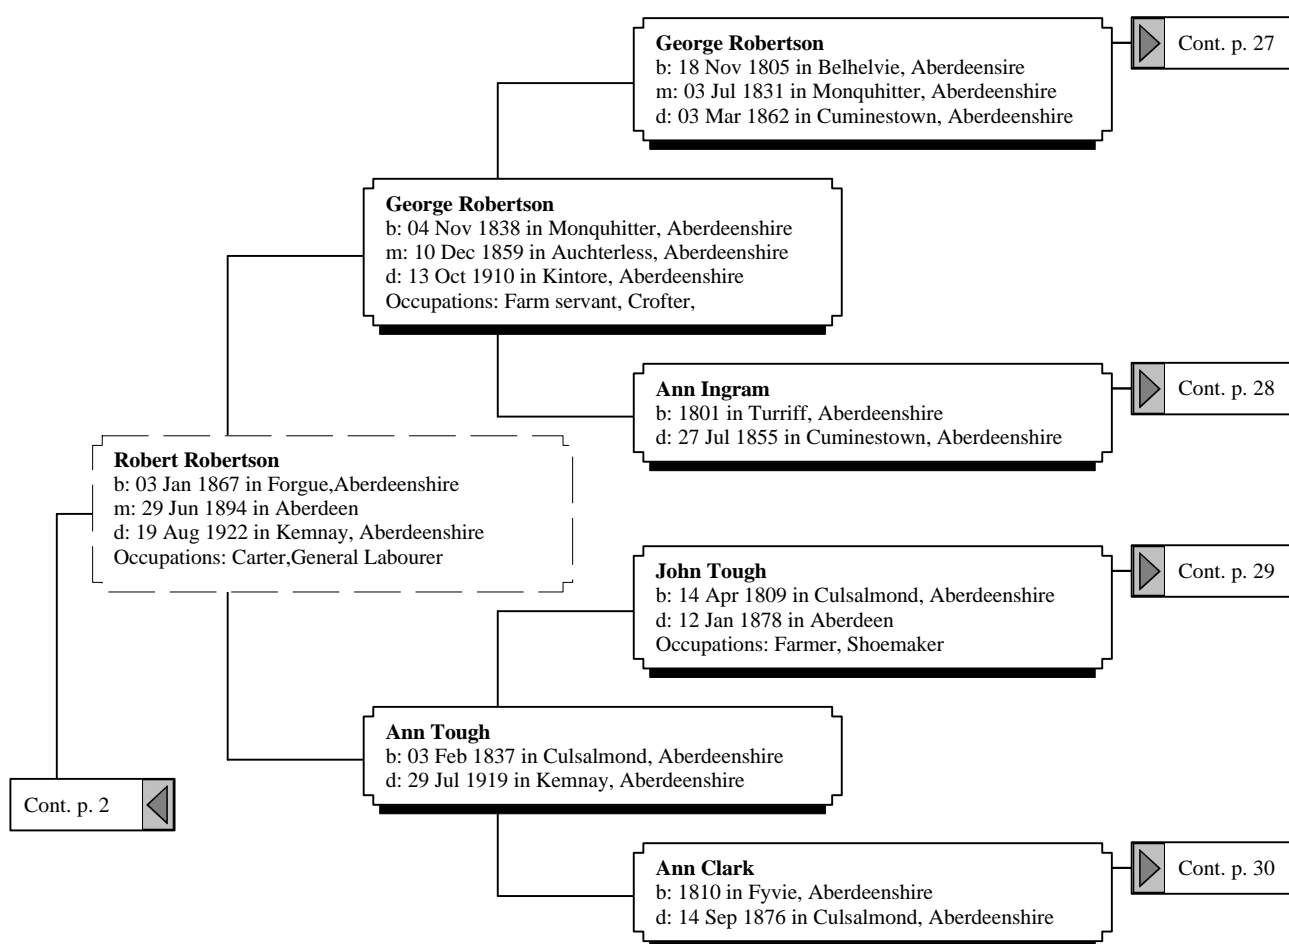 George Robertson
b: 18 Nov 1805 in Belhelvie, Aberdeensire
m: 03 Jul 1831 in Monquhitter, Aberdeenshire
d: 03 Mar 1862 in Cuminestown, Aberdeenshire
Cont. p. 27
George Robertson
b: 04 Nov 1838 in Monquhitter, Aberdeenshire
m: 10 Dec 1859 in Auchterless, Aberdeenshire
d: 13 Oct 1910 in Kintore, Aberdeenshire
Occupations: Farm servant, Crofter,
Ann Ingram
b: 1801 in Turriff, Aberdeenshire
d: 27 Jul 1855 in Cuminestown, Aberdeenshire
Cont. p. 28
Robert Robertson
b: 03 Jan 1867 in Forgue,Aberdeenshire
m: 29 Jun 1894 in Aberdeen
d: 19 Aug 1922 in Kemnay, Aberdeenshire
Occupations: Carter,General Labourer
John Tough
b: 14 Apr 1809 in Culsalmond, Aberdeenshire
d: 12 Jan 1878 in Aberdeen
Occupations: Farmer, Shoemaker
Cont. p. 29
Ann Tough
b: 03 Feb 1837 in Culsalmond, Aberdeenshire
d: 29 Jul 1919 in Kemnay, Aberdeenshire
Cont. p. 2
Ann Clark
b: 1810 in Fyvie, Aberdeenshire
d: 14 Sep 1876 in Culsalmond, Aberdeenshire
Cont. p. 30